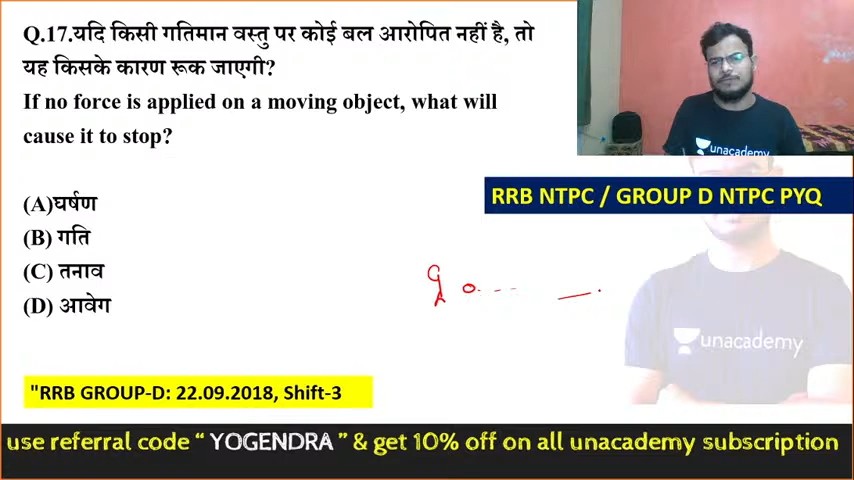 Q.17.यदि किसी गतिमान वस्तु पर कोई बल आरोपित नहीं है, तो
यह किसके कारण रूक जाएगी?
If no force is applied on a moving object, what will
cause it to stop?
(A)घर्षण
(B) गति
(C) तनाव
(D) आवेग
"RRB GROUP-D: 22.09.2018, Shift-3
unacademy
RRB NTPC / GROUP D NTPC PYQ
unacademy
use referral code “ YOGENDRA ” & get 10% off on all unacademy subscription